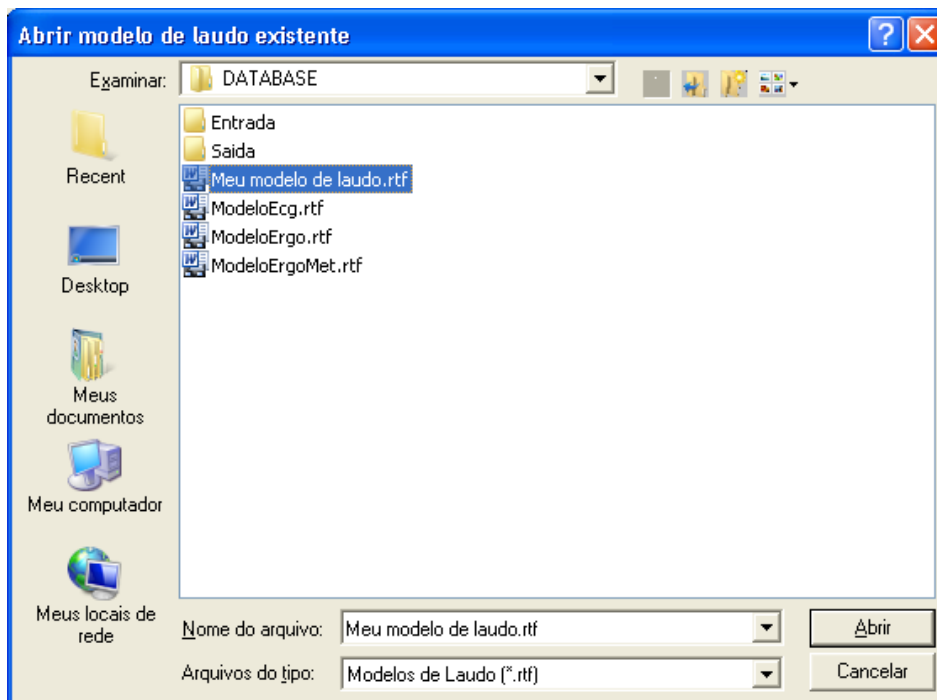 Abrir modelo de laudo existente
Examinar: DATABASE
Entrada
Saida
Meu modelo de laudo.rtf
ModeloEcg.rtf
ModeloErgo.rtf
ModeloErgoMet.rtf
Recent
Desktop
Meus
documentos
Meu computador
Meus locais de
rede
Nome do arquivo: Meu modelo de laudo.rtf Abrir
Arquivos do tipo: Modelos de Laudo (*.rtf) Cancelar